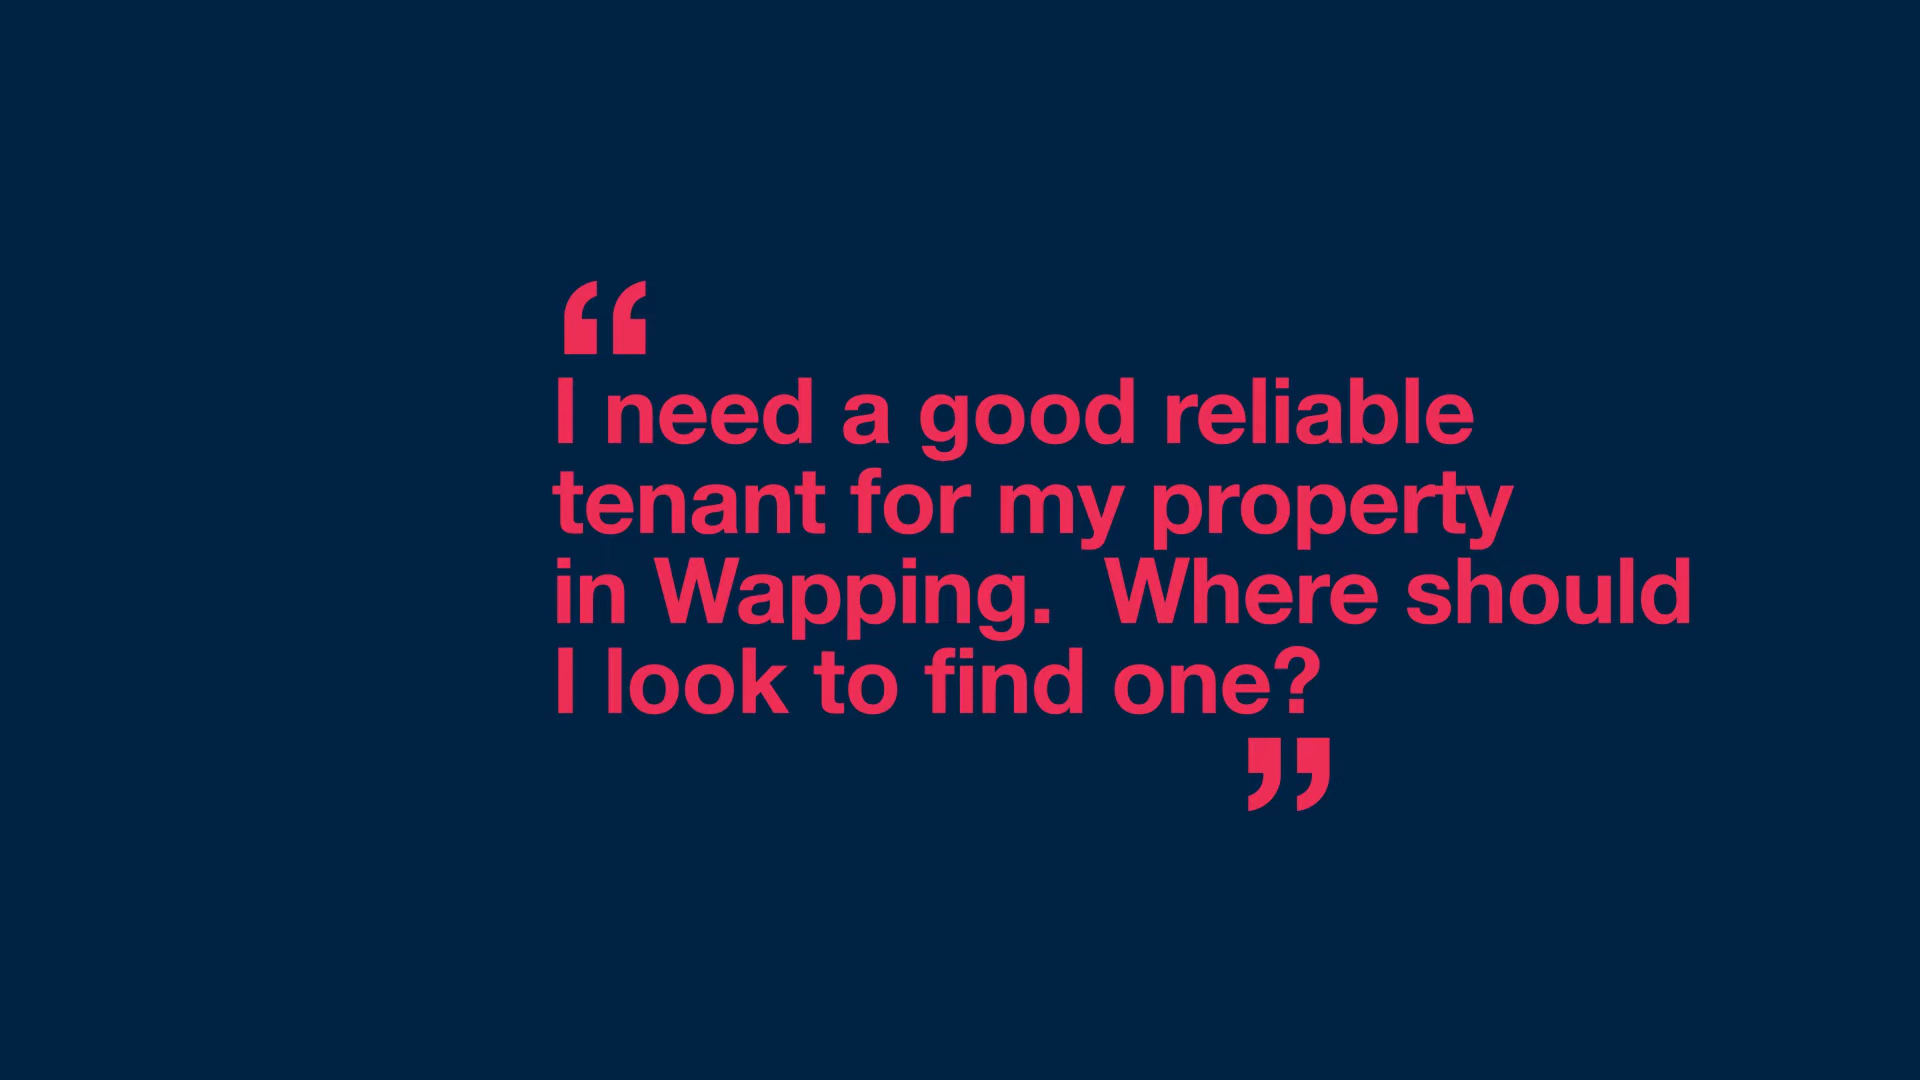 “
I need a good reliable
tenant for my property
in Wapping.  Where should
I look to find one?
”